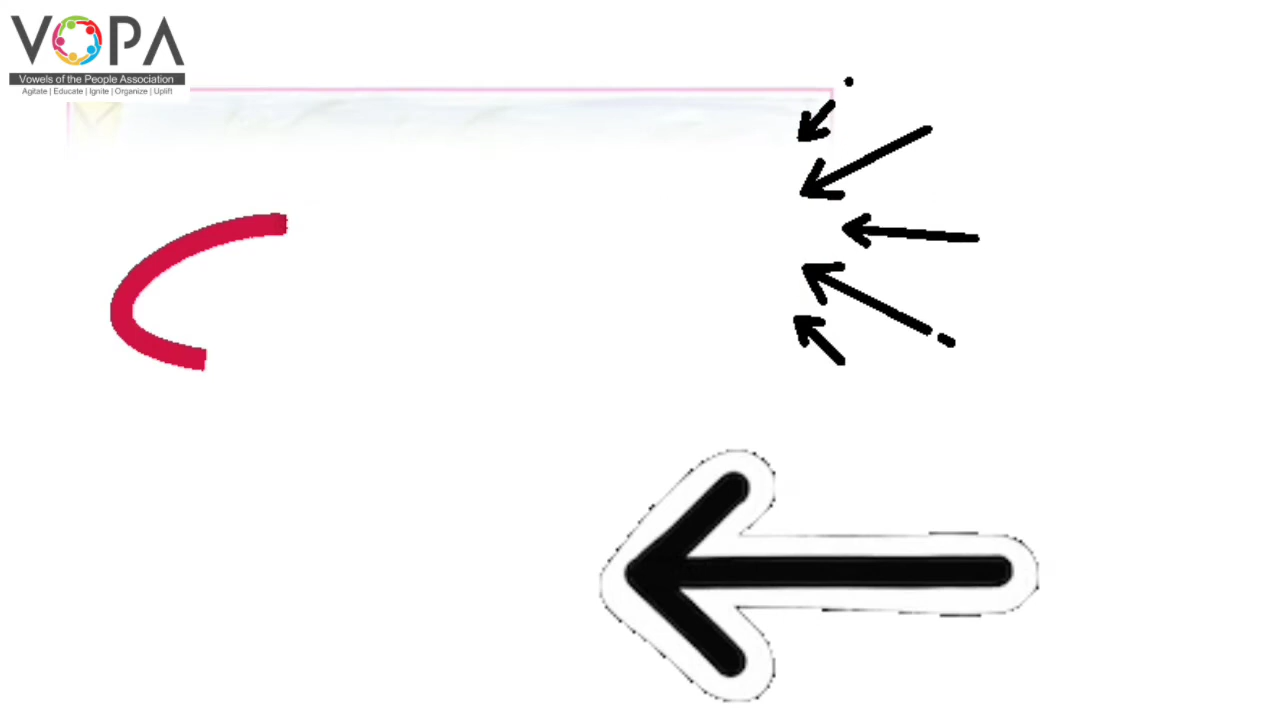 VOPA
Vowels of the People Association
Agitate | Educate | Ignite | Organize | Uplift